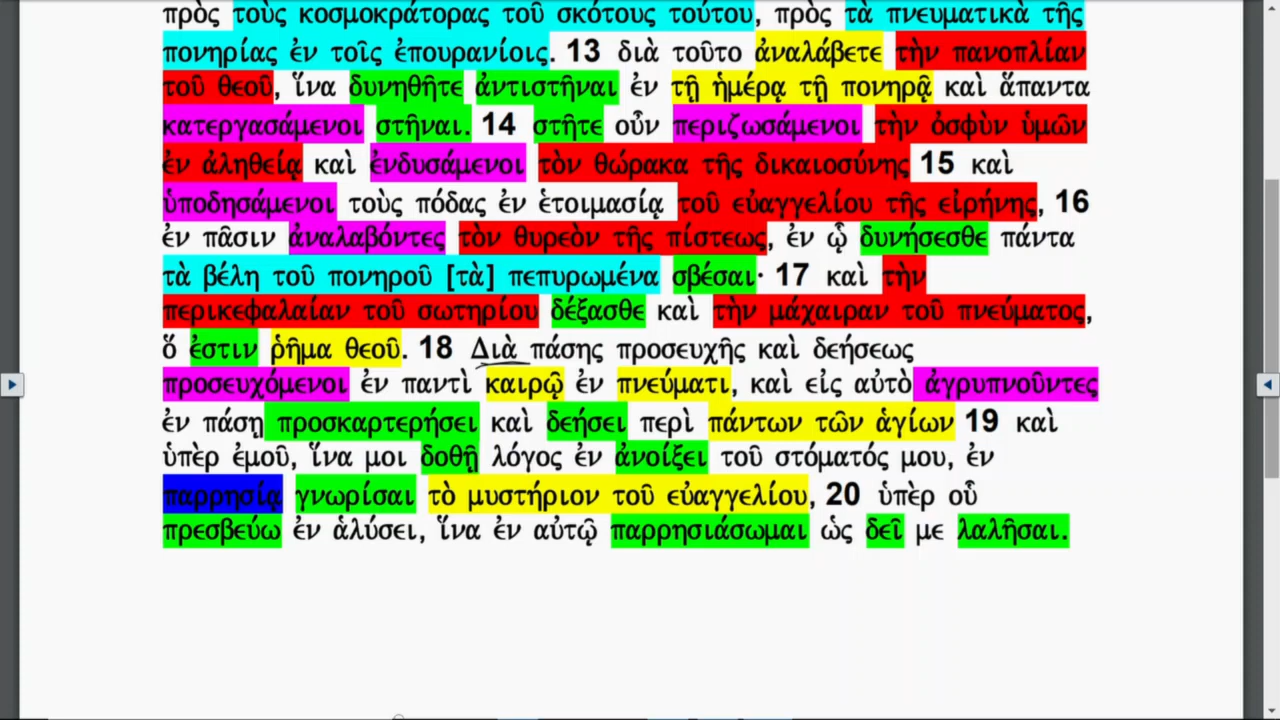 πρὸς τοὺς κοσμοκράτορας τοῦ σκότους τούτου, πρὸς τὰ πνευματικὰ τῆς
πονηρίας ἐν τοῖς ἐπουρανίοις. 13 διὰ τοῦτο ἀναλάβετε τὴν πανοπλίαν
τοῦ θεοῦ, ἵνα δυνηθῆτε ἀντιστῆναι ἐν τῇ ἡμέρᾳ τῇ πονηρᾷ καὶ ἅπαντα
κατεργασάμενοι στῆναι. 14 στῆτε οὖν περιζωσάμενοι τὴν ὀσφὺν ὑμῶν
ἐν ἀληθείᾳ καὶ ἐνδυσάμενοι τὸν θώρακα τῆς δικαιοσύνης 15 καὶ
ὑποδησάμενοι τοὺς πόδας ἐν ἑτοιμασίᾳ τοῦ εὐαγγελίου τῆς εἰρήνης, 16
ἐν πᾶσιν ἀναλαβόντες τὸν θυρεὸν τῆς πίστεως, ἐν ᾧ δυνήσεσθε πάντα
τὰ βέλη τοῦ πονηροῦ [τὰ] πεπυρωμένα σβέσαι· 17 καὶ τὴν
περικεφαλαίαν τοῦ σωτηρίου δέξασθε καὶ τὴν μάχαιραν τοῦ πνεύματος,
ὅ ἐστιν ῥῆμα θεοῦ. 18 Διὰ πάσης προσευχῆς καὶ δεήσεως
προσευχόμενοι ἐν παντὶ καιρῷ ἐν πνεύματι, καὶ εἰς αὐτὸ ἀγρυπνοῦντες
ἐν πάσῃ προσκαρτερήσει καὶ δεήσει περὶ πάντων τῶν ἁγίων 19 καὶ
ὑπὲρ ἐμοῦ, ἵνα μοι δοθῇ λόγος ἐν ἀνοίξει τοῦ στόματός μου, ἐν
παρρησίᾳ γνωρίσαι τὸ μυστήριον τοῦ εὐαγγελίου, 20 ὑπὲρ οὗ
πρεσβεύω ἐν ἁλύσει, ἵνα ἐν αὐτῷ παρρησιάσωμαι ὡς δεῖ με λαλῆσαι.